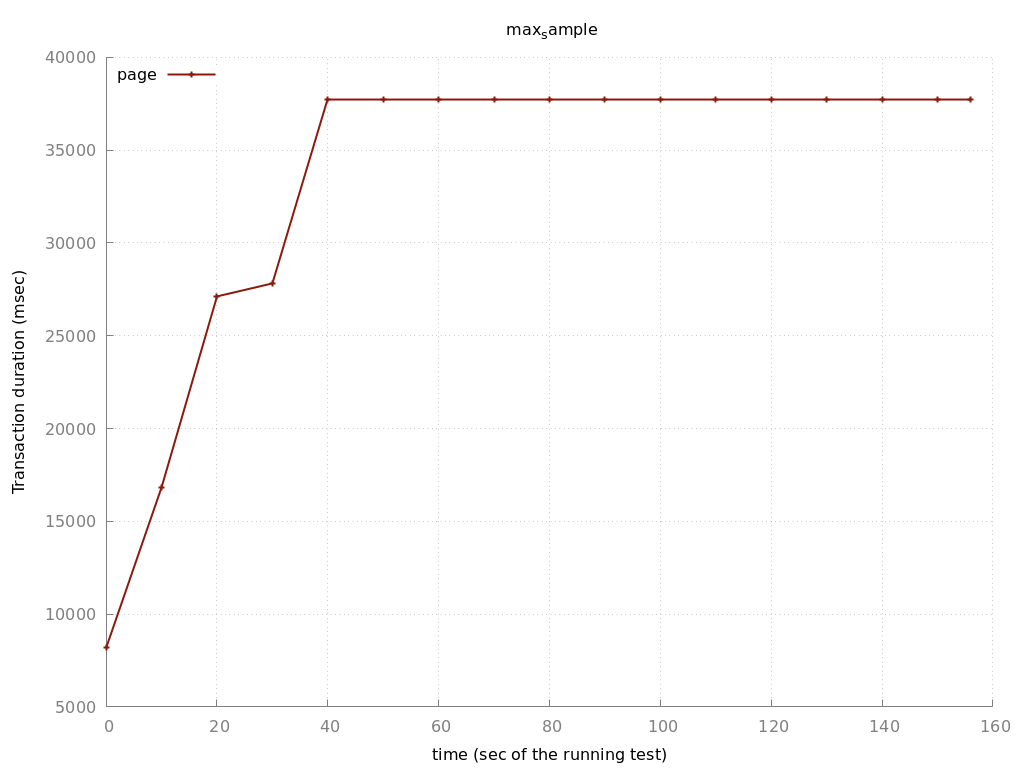 max_sample
40000
page
35000
30000
25000
20000
15000
10000
5000
Transaction duration (msec)
0 20 40 60 80 100 120 140 160
time (sec of the running test)